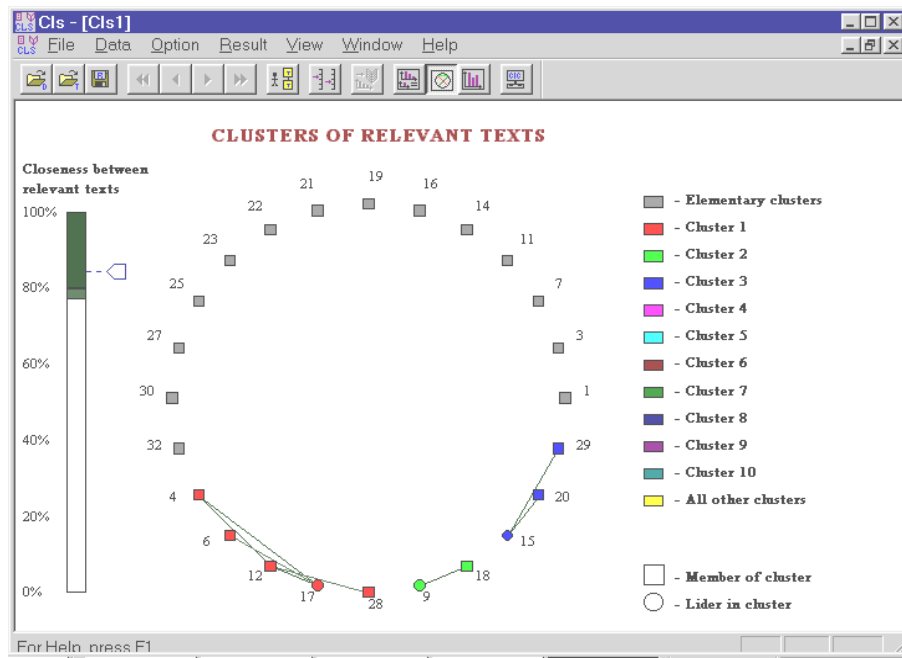 Cls - [Cls1]
File Data Option Result View Window Help
CLUSTERS OF RELEVANT TEXTS
Closeness between
relevant texts
100%
80%
60%
40%
20%
0%
19
21
16
22
14
23
11
25
7
27
3
30
1
32
29
4
20
6
15
12
18
17
28
9
- Elementary clusters
- Cluster 1
- Cluster 2
- Cluster 3
- Cluster 4
- Cluster 5
- Cluster 6
- Cluster 7
- Cluster 8
- Cluster 9
- Cluster 10
- All other clusters
- Member of cluster
- Lider in cluster
For Help, press F1